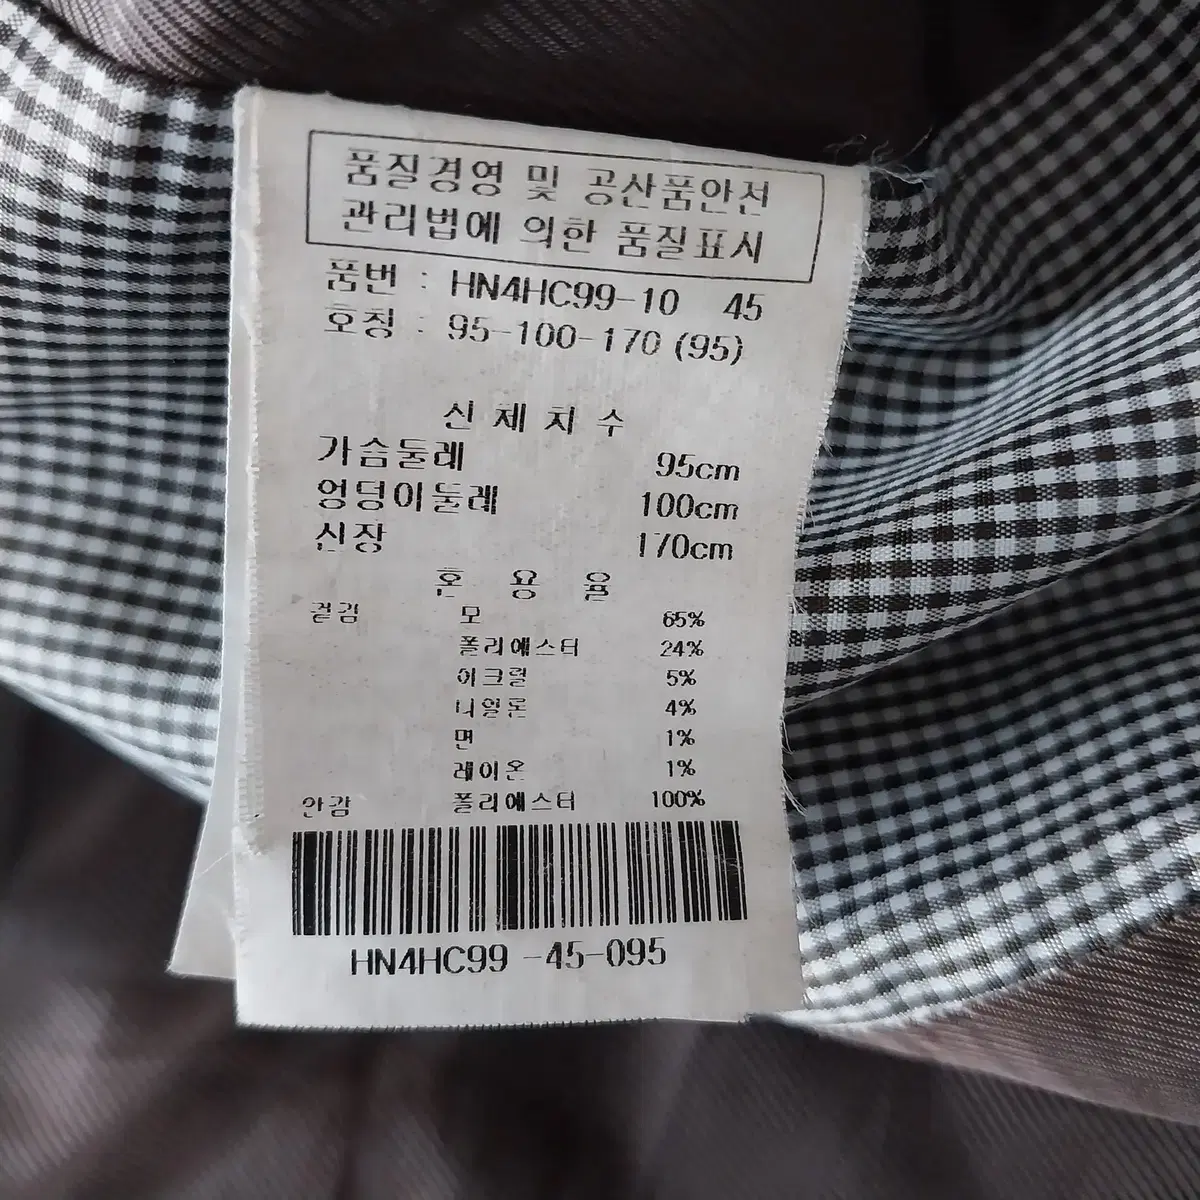 품질경영 및 공산품안전
관리법에 의한 품질표시
품번 : HN4HC99-10 45
호칭 : 95-100-170 (95)
신체치수
가슴둘레 95cm
엉덩이둘레 100cm
신장 170cm
혼용율
겉감 모 65%
폴리에스터 24%
아크릴 5%
나일론 4%
면 1%
레이온 1%
안감 폴리에스터 100%
HN4HC99 -45-095